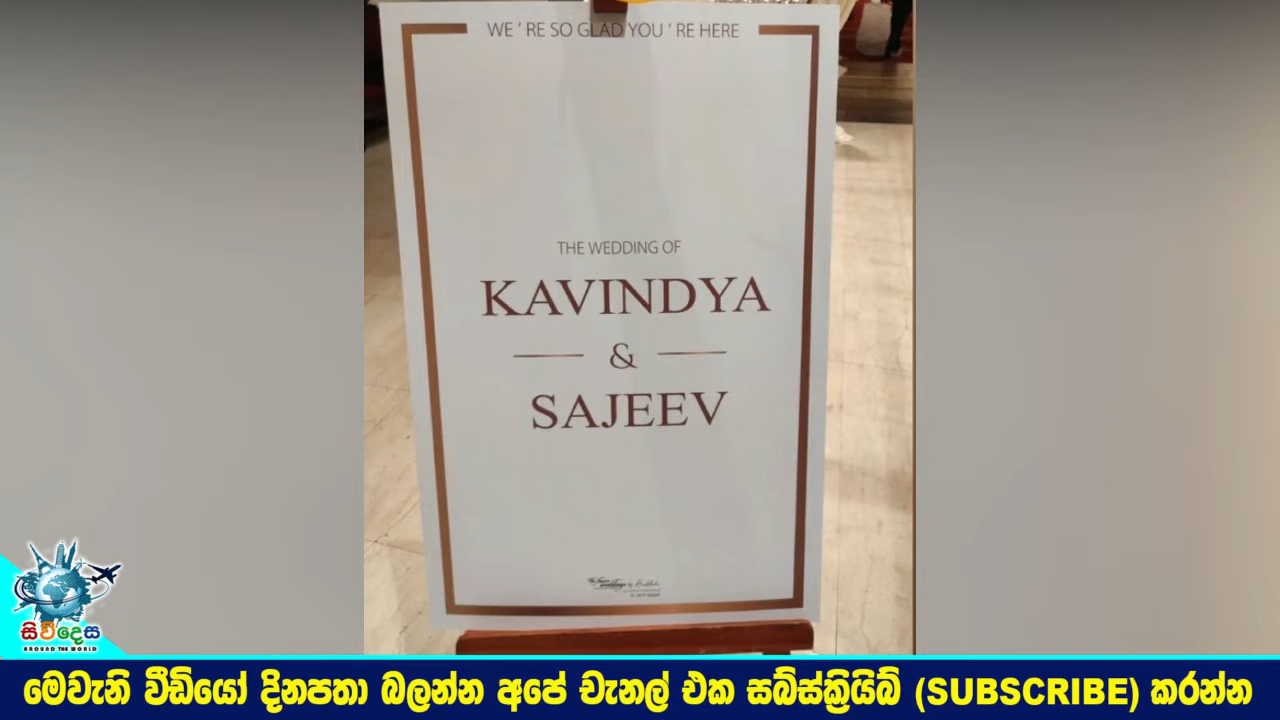 WE ' RE SO GLAD YOU ' RE HERE
THE WEDDING OF
KAVINDYA
&
SAJEEV
සිව්දෙස
AROUND THE WORLD
මෙවැනි වීඩියෝ දිනපතා බලන්න අපේ චැනල් එක සබ්ස්ක්‍රයිබ් (SUBSCRIBE) කරන්න